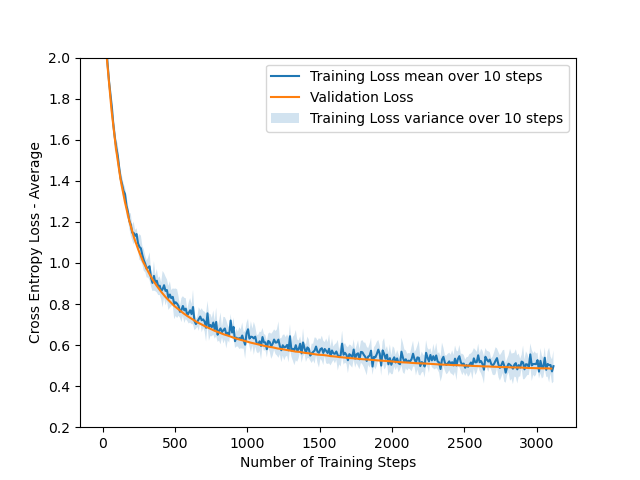 Training Loss mean over 10 steps
Validation Loss
Training Loss variance over 10 steps
2.0
1.8
1.6
1.4
1.2
1.0
0.8
0.6
0.4
0.2
Cross Entropy Loss - Average
0 500 1000 1500 2000 2500 3000
Number of Training Steps